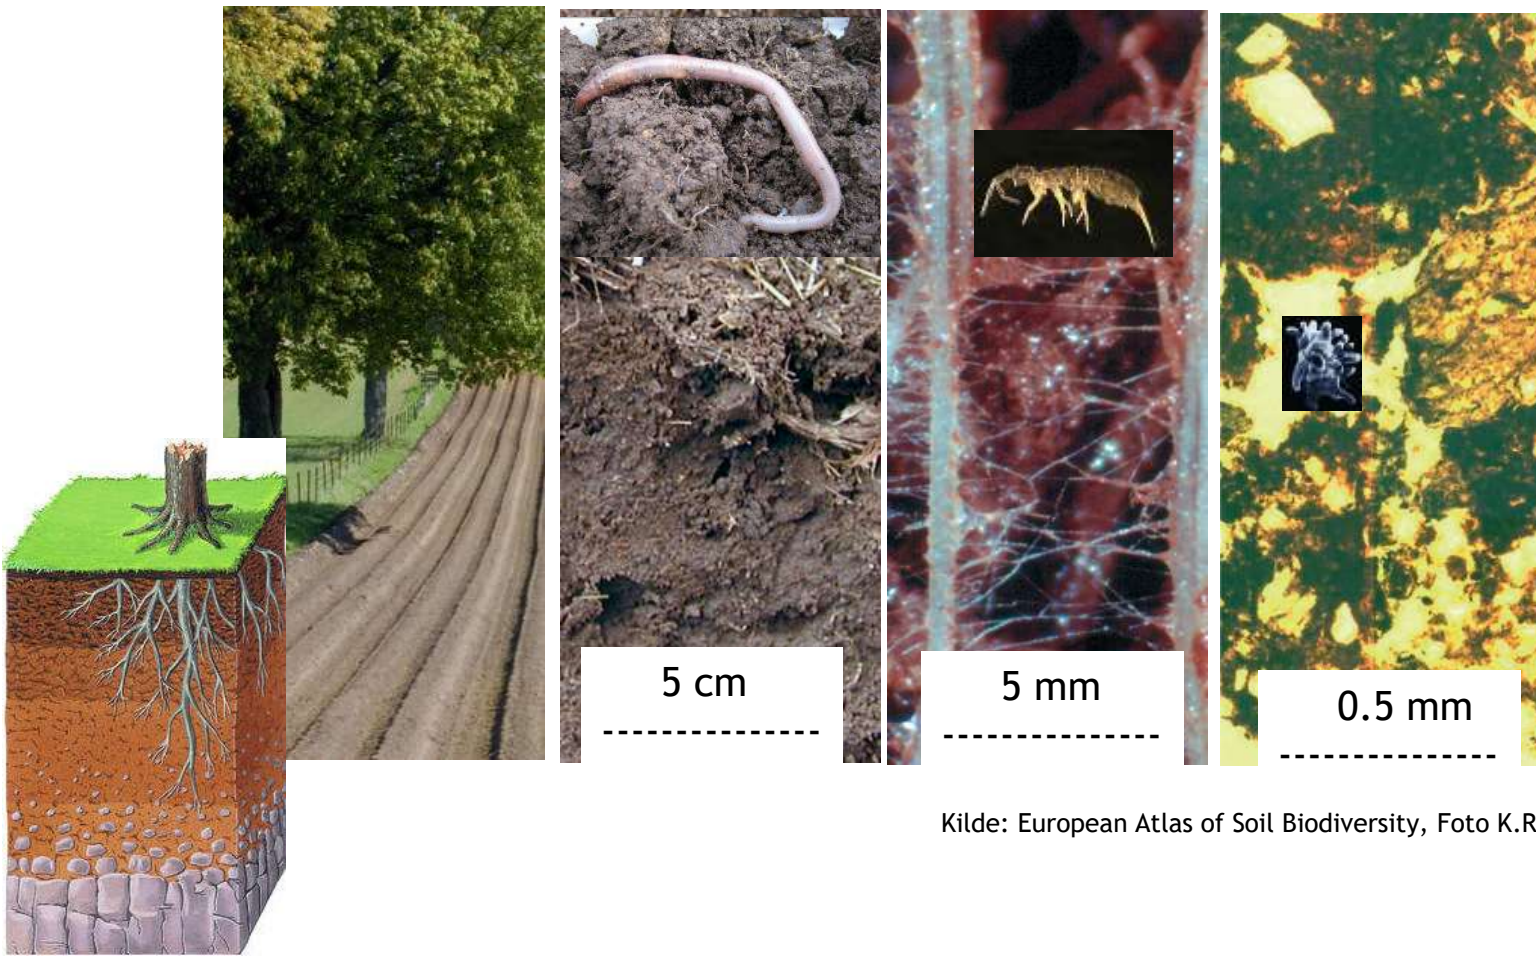 5 cm
5 mm
0.5 mm
Kilde: European Atlas of Soil Biodiversity, Foto K.R